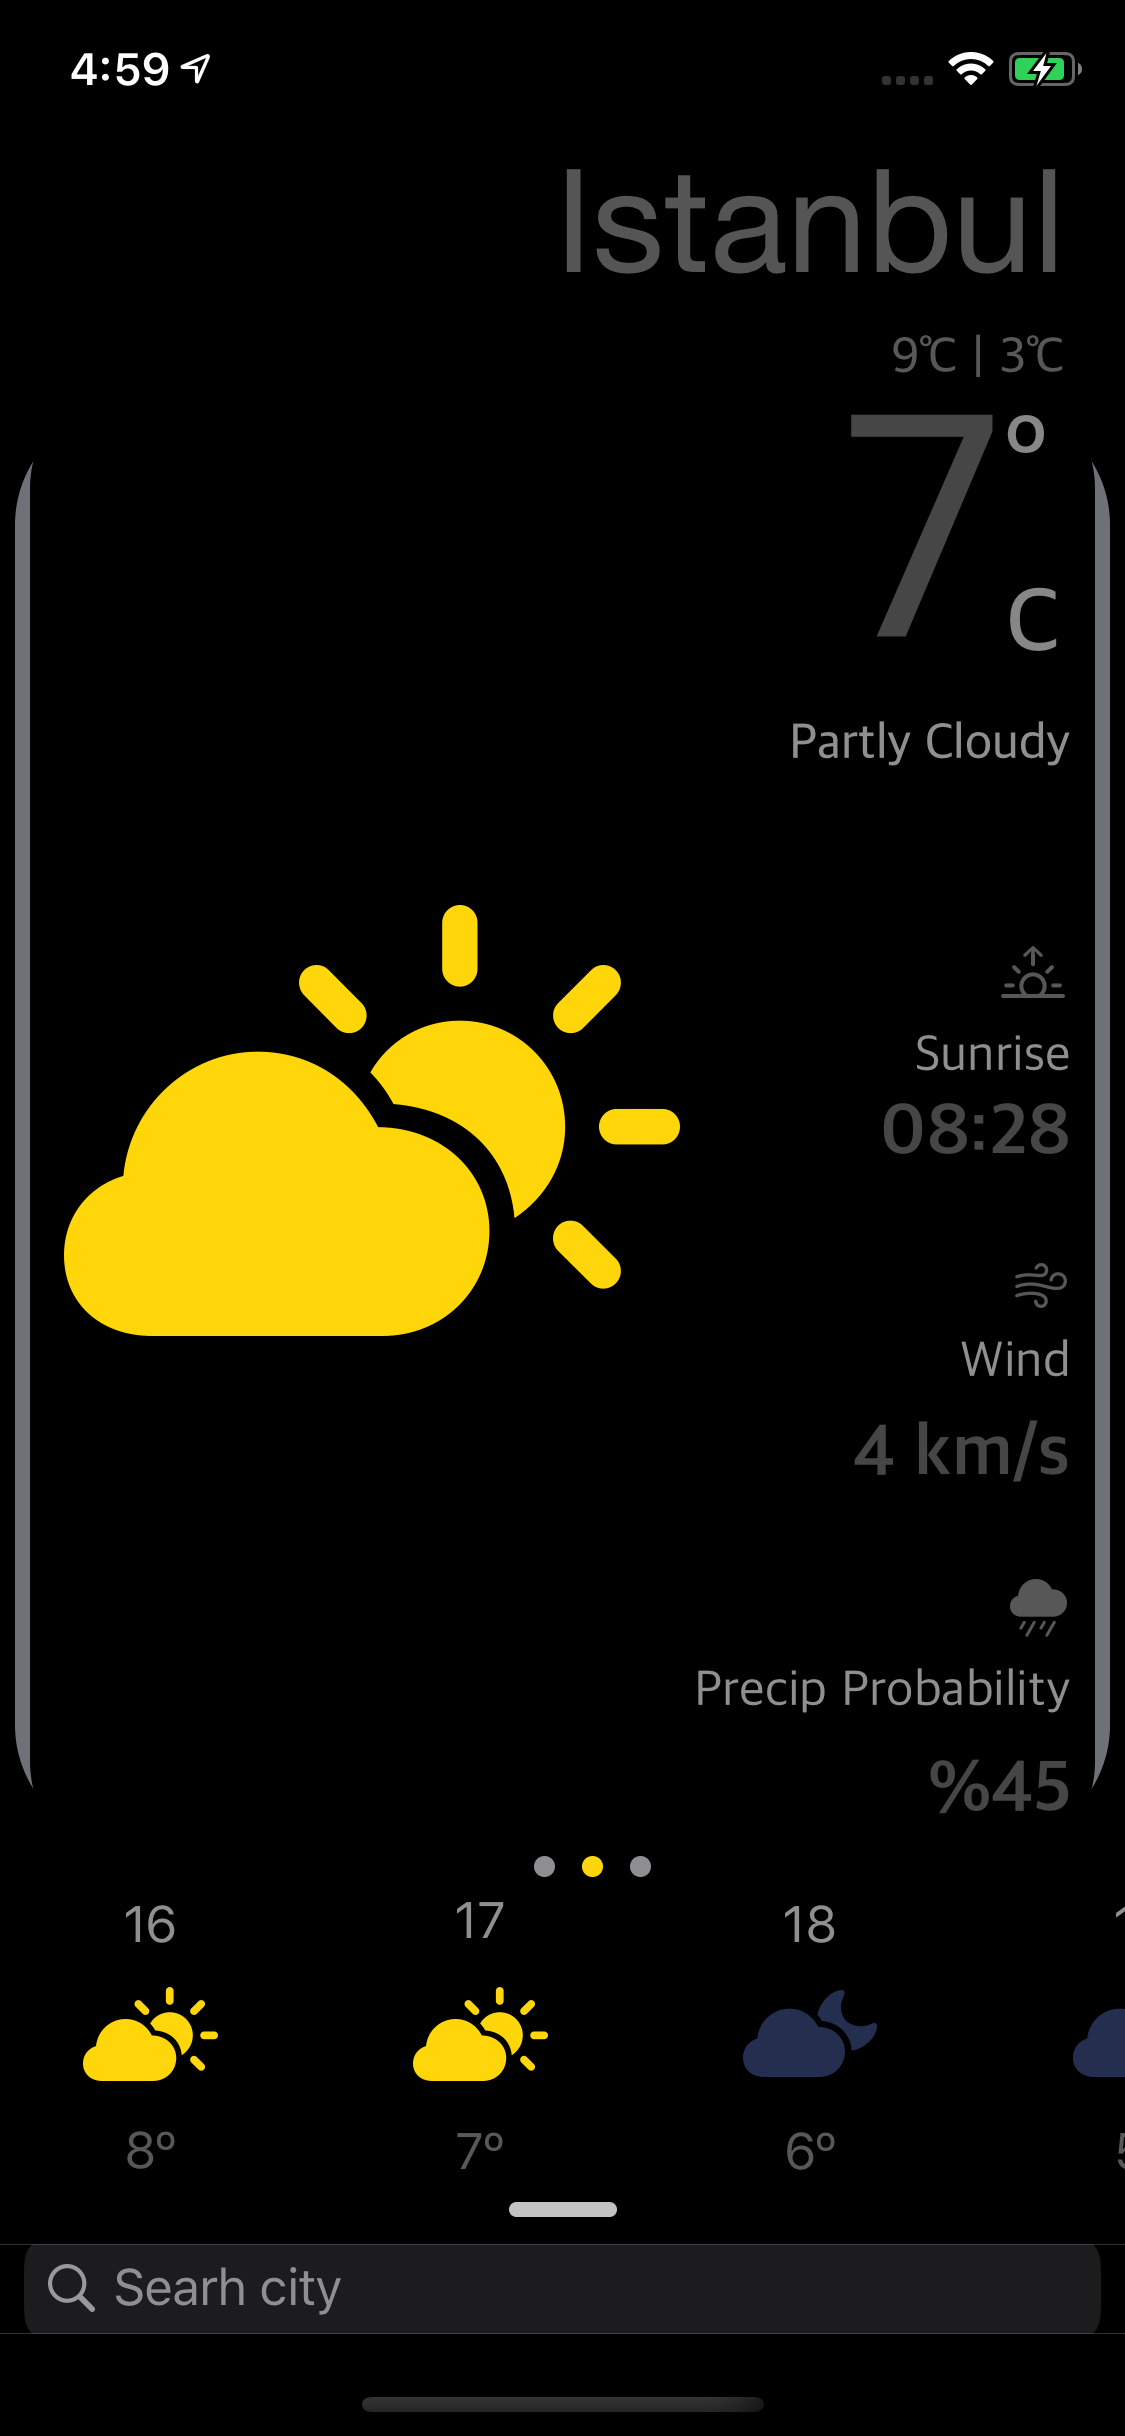 4:59
Istanbul
9°C | 3°C
7°
C
Partly Cloudy
Sunrise
08:28
Wind
4 km/s
Precip Probability
%45
16 17 18
8° 7° 6°
Searh city